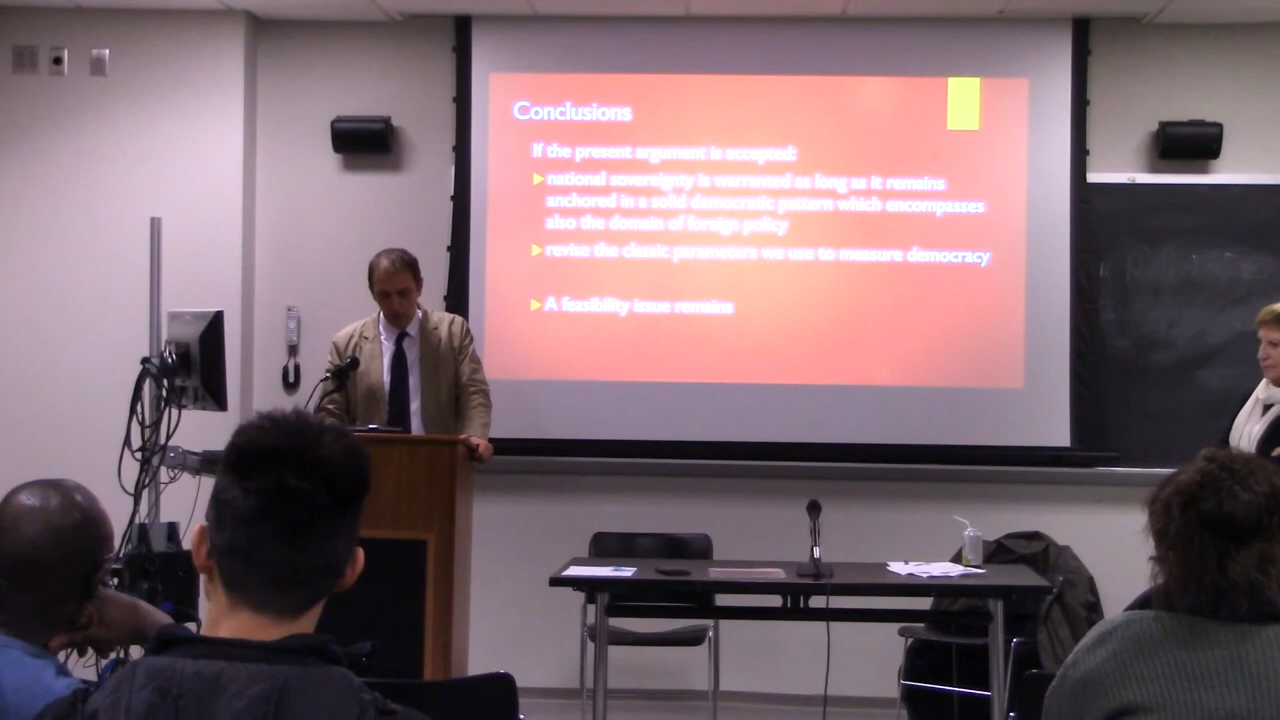 Conclusions
If the present argument is accepted:
national sovereignty is warranted as long as it remains
anchored in a solid democratic pattern which encompasses
also the domain of foreign policy
revise the classic parameters we use to measure democracy
A feasibility issue remains